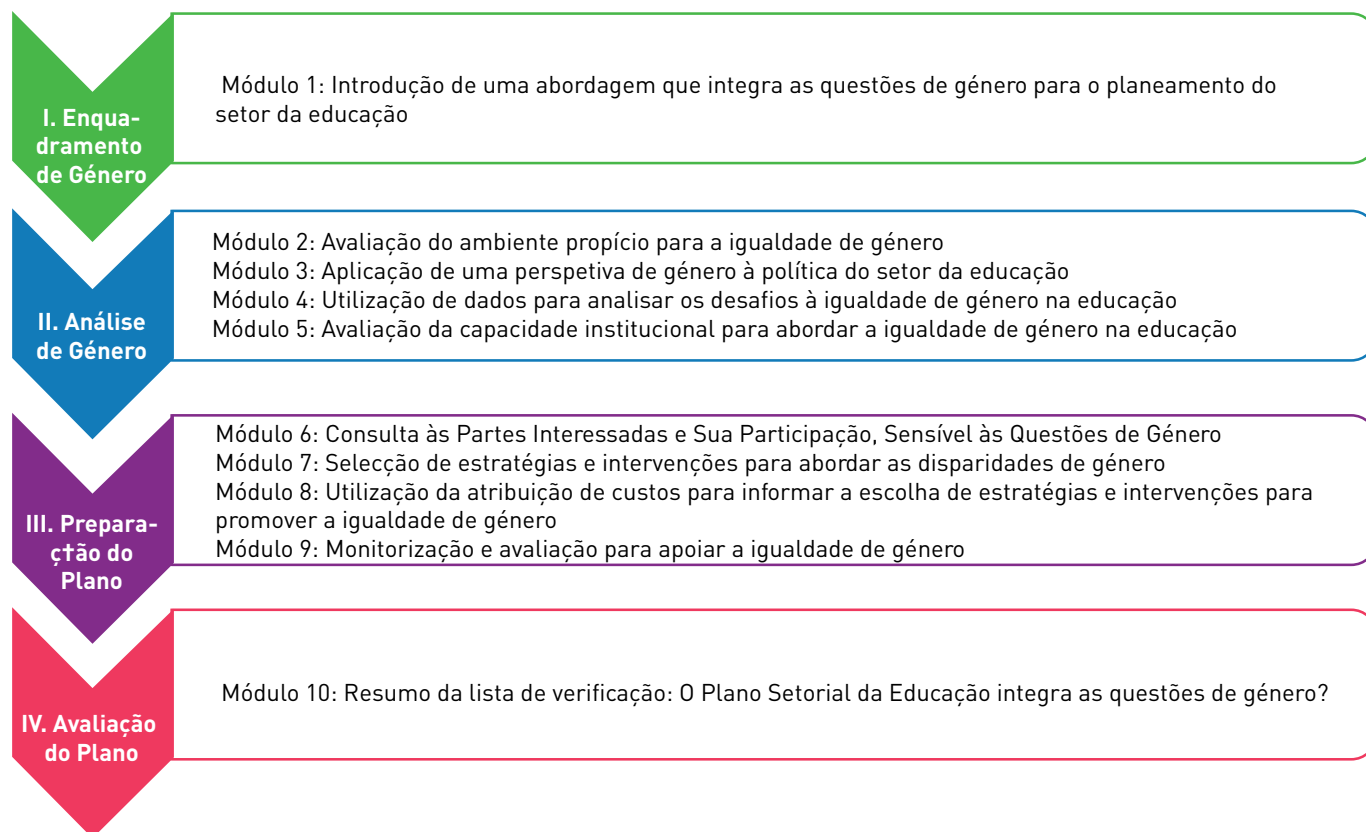 I. Enqua-
dramento
de Género
Módulo 1: Introdução de uma abordagem que integra as questões de género para o planeamento do
setor da educação
II. Análise
de Género
Módulo 2: Avaliação do ambiente propício para a igualdade de género
Módulo 3: Aplicação de uma perspetiva de género à política do setor da educação
Módulo 4: Utilização de dados para analisar os desafios à igualdade de género na educação
Módulo 5: Avaliação da capacidade institucional para abordar a igualdade de género na educação
III. Prepara-
ç†ão do
Plano
Módulo 6: Consulta às Partes Interessadas e Sua Participação, Sensível às Questões de Género
Módulo 7: Selecção de estratégias e intervenções para abordar as disparidades de género
Módulo 8: Utilização da atribuição de custos para informar a escolha de estratégias e intervenções para
promover a igualdade de género
Módulo 9: Monitorização e avaliação para apoiar a igualdade de género
IV. Avaliação
do Plano
Módulo 10: Resumo da lista de verificação: O Plano Setorial da Educação integra as questões de género?